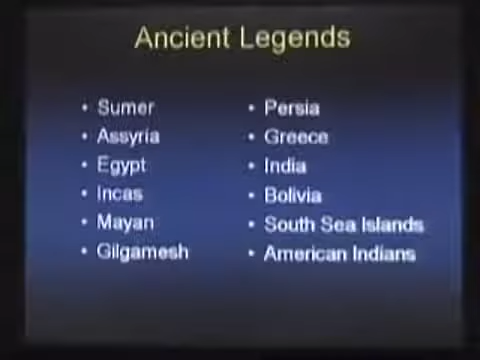 Ancient Legends
• Sumer
• Assyria
• Egypt
• Incas
• Mayan
• Gilgamesh
• Persia
• Greece
• India
• Bolivia
• South Sea Islands
• American Indians